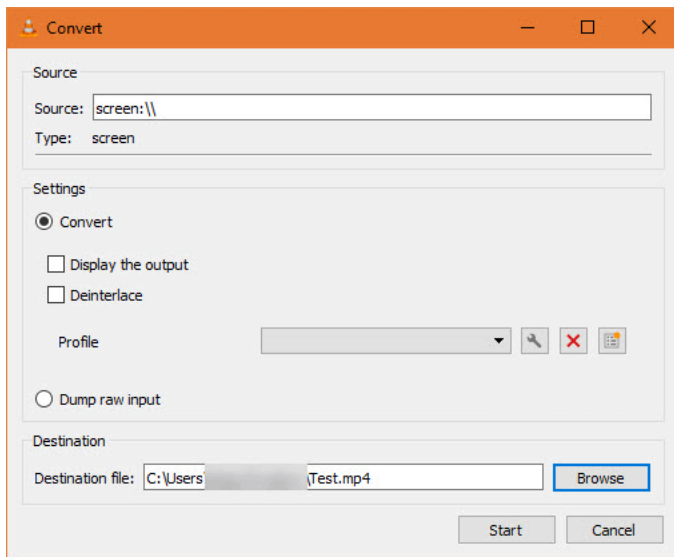 Convert
Source
Source: screen:\\
Type: screen
Settings
Convert
Display the output
Deinterlace
Profile
Dump raw input
Destination
Destination file: C:\Users \Test.mp4 Browse
Start Cancel